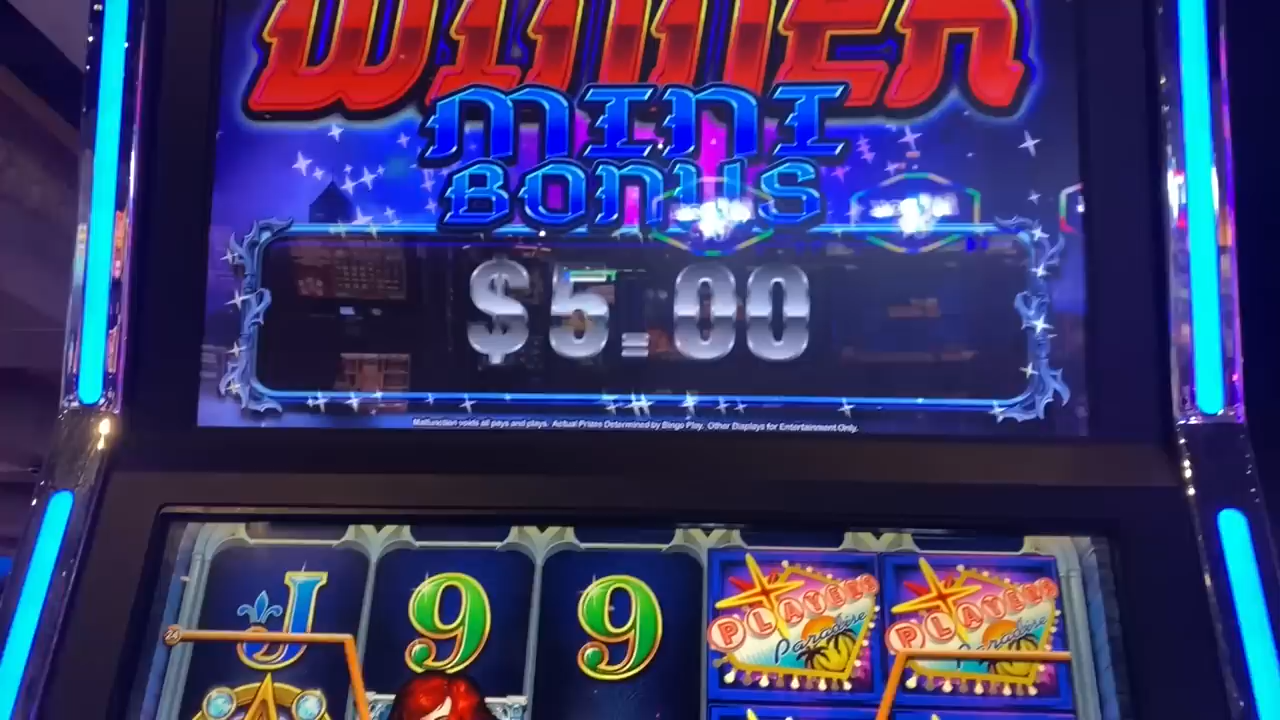 WINNER
MINI
BONUS
$5.00
Malfunction voids all pays and plays. Actual Prizes Determined by Bingo Play. Other Displays for Entertainment Only.
J 9 9 PLAYERS PLAYERS
Paradise Paradise
24